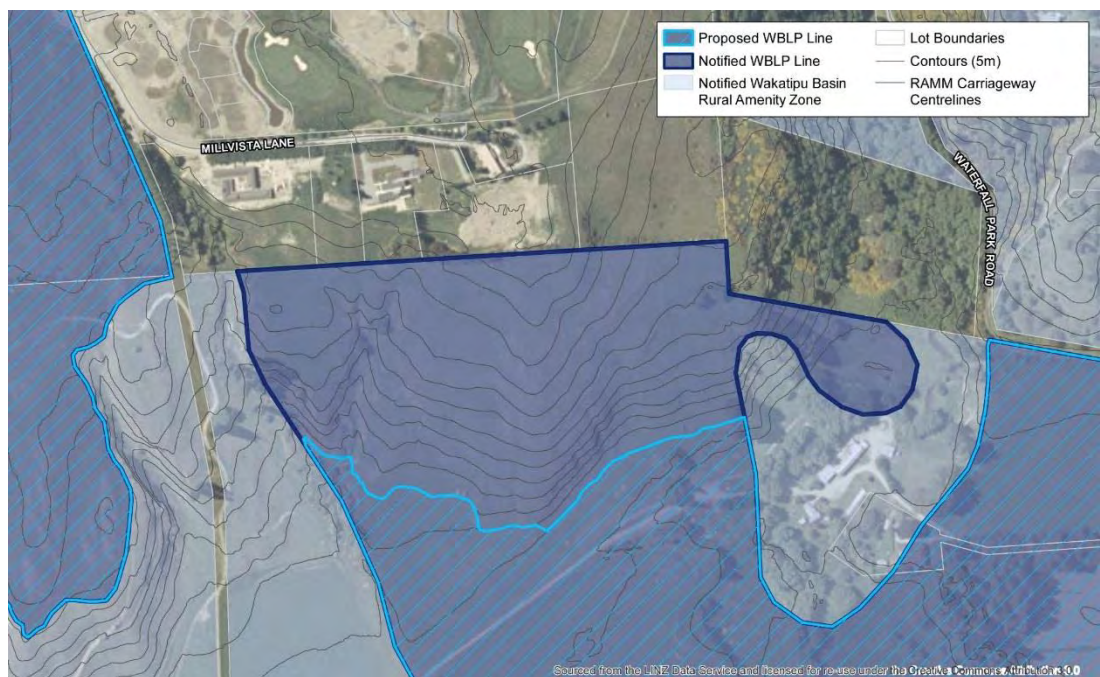 Proposed WBLP Line
Notified WBLP Line
Notified Wakatipu Basin
Rural Amenity Zone
Lot Boundaries
Contours (5m)
RAMM Carriageway
Centrelines
MILLVISTA LANE
WATERFALL PARK ROAD
Sourced from the LINZ Data Service and licensed for re-use under the Creative Commons Attribution 3.0